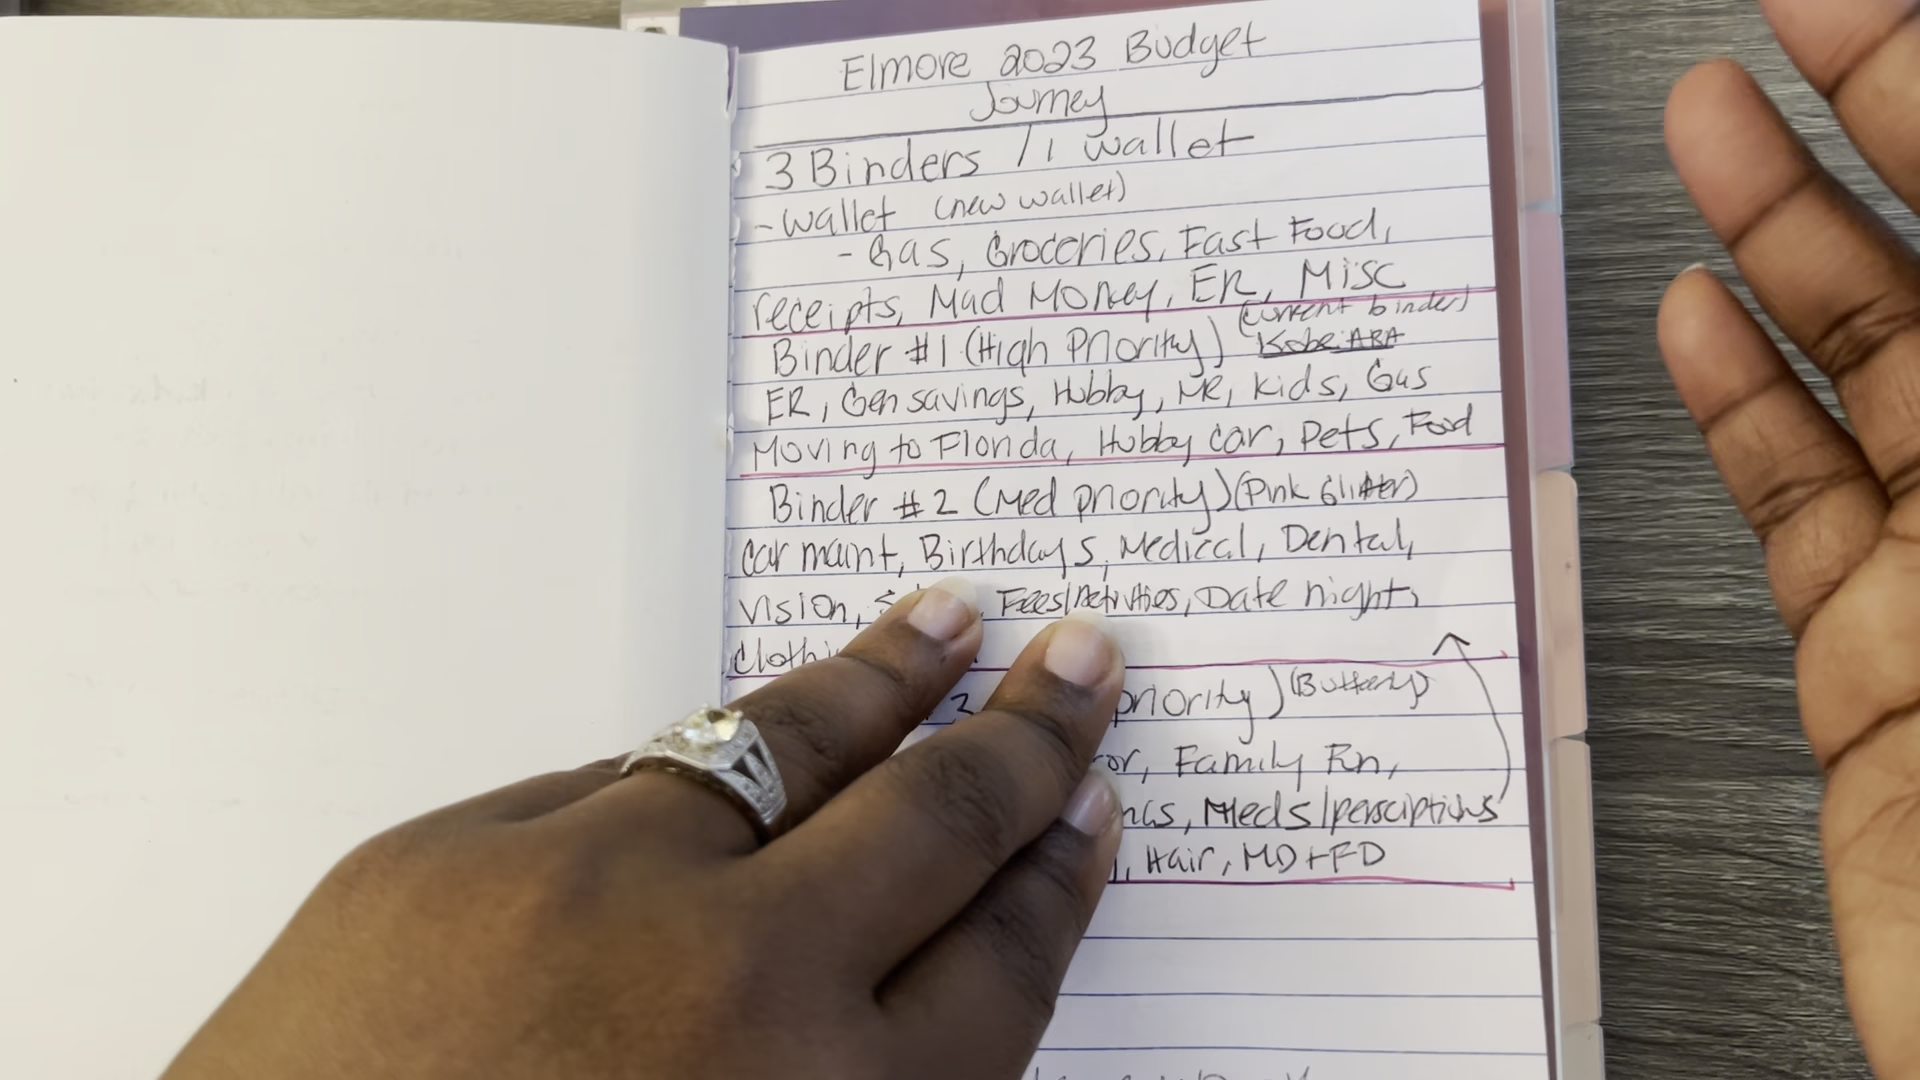 Elmore 2023 Budget
Journey
3 Binders / 1 wallet
- wallet (new wallet)
- Gas, Groceries, Fast Food,
receipts, Mad Money, ER, Misc
Binder #1 (High Priority) (current binder)
Kobe ABA
ER, Gen savings, Hubby, Me, Kids, Gas
Moving to Florida, Hubby car, Pets, Food
Binder #2 (Med priority) (Pink Glitter)
car maint, Birthdays, Medical, Dental,
Vision, Fees/Activities, Date night,
3 priority) (Butterfly)
Family Fun,
Meds/persciptions
Hair, MD+FD